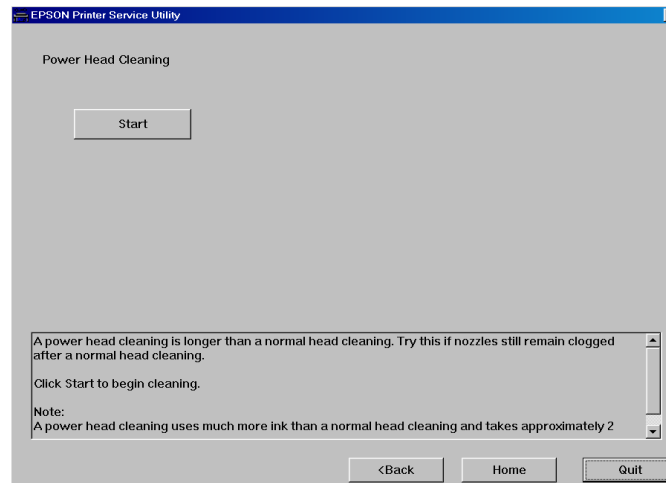 EPSON Printer Service Utility
Power Head Cleaning
Start
A power head cleaning is longer than a normal head cleaning. Try this if nozzles still remain clogged
after a normal head cleaning.
Click Start to begin cleaning.
Note:
A power head cleaning uses much more ink than a normal head cleaning and takes approximately 2
<Back
Home
Quit